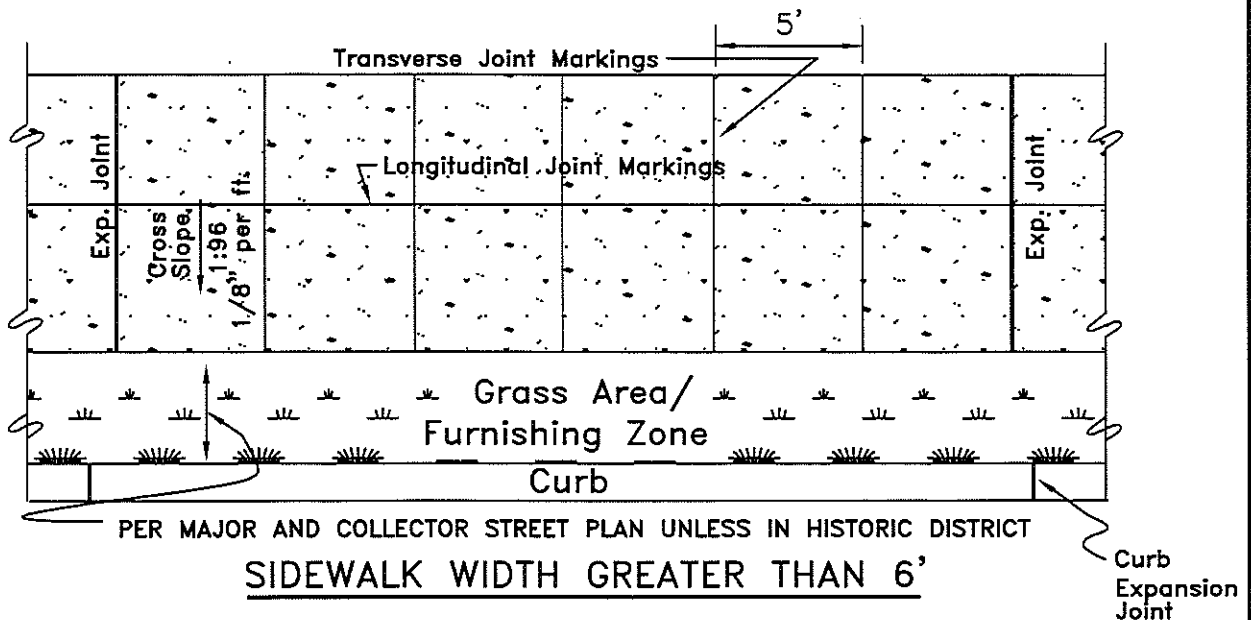 5'
Transverse Joint Markings
Longitudinal Joint Markings
Exp. Joint
Cross
Slope
1:96
1/8" per ft.
Exp. Joint
Grass Area/
Furnishing Zone
Curb
PER MAJOR AND COLLECTOR STREET PLAN UNLESS IN HISTORIC DISTRICT
SIDEWALK WIDTH GREATER THAN 6'
Curb
Expansion
Joint